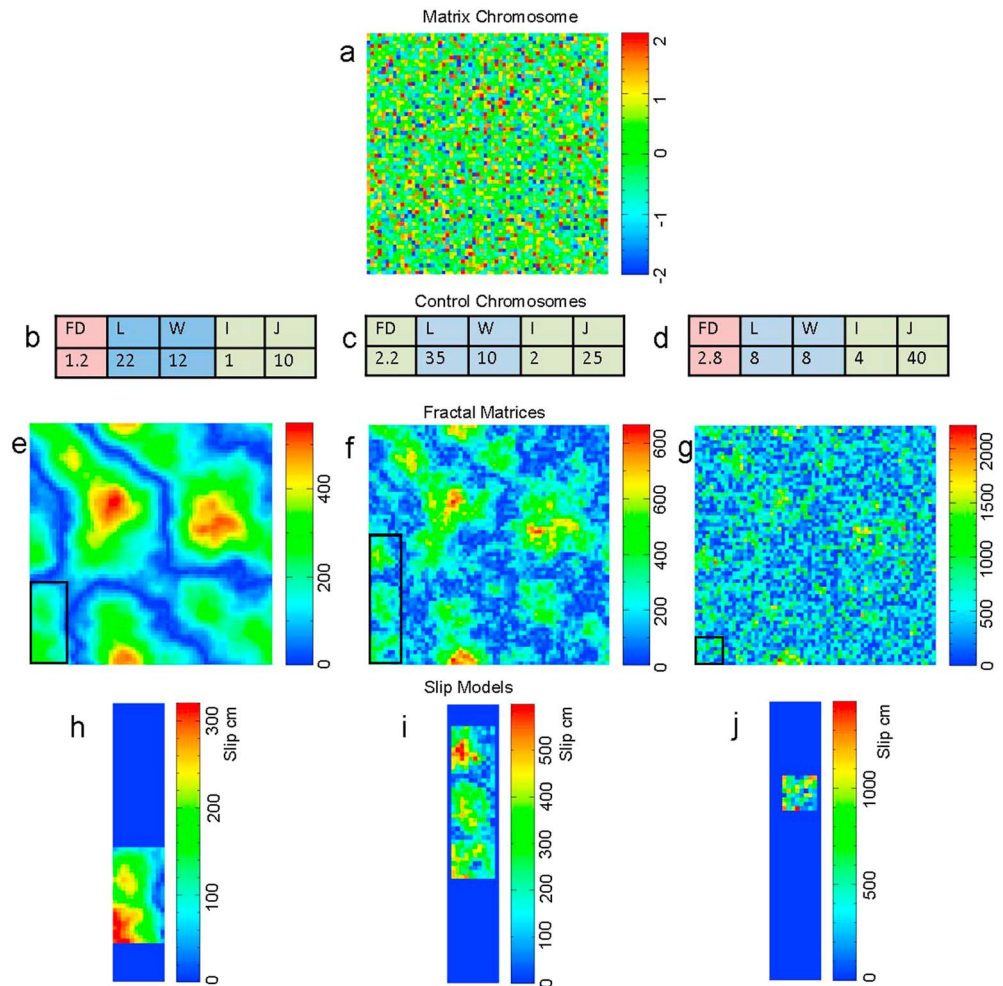 Matrix Chromosome
a
2
1
0
-1
-2
Control Chromosomes
b
FD L W I J
1.2 22 12 1 10
c
FD L W I J
2.2 35 10 2 25
d
FD L W I J
2.8 8 8 4 40
Fractal Matrices
e
400
200
0
f
600
400
200
0
g
2000
1500
1000
500
0
Slip Models
h
300
200
100
0
Slip cm
i
500
400
300
200
100
0
Slip cm
j
1000
500
0
Slip cm